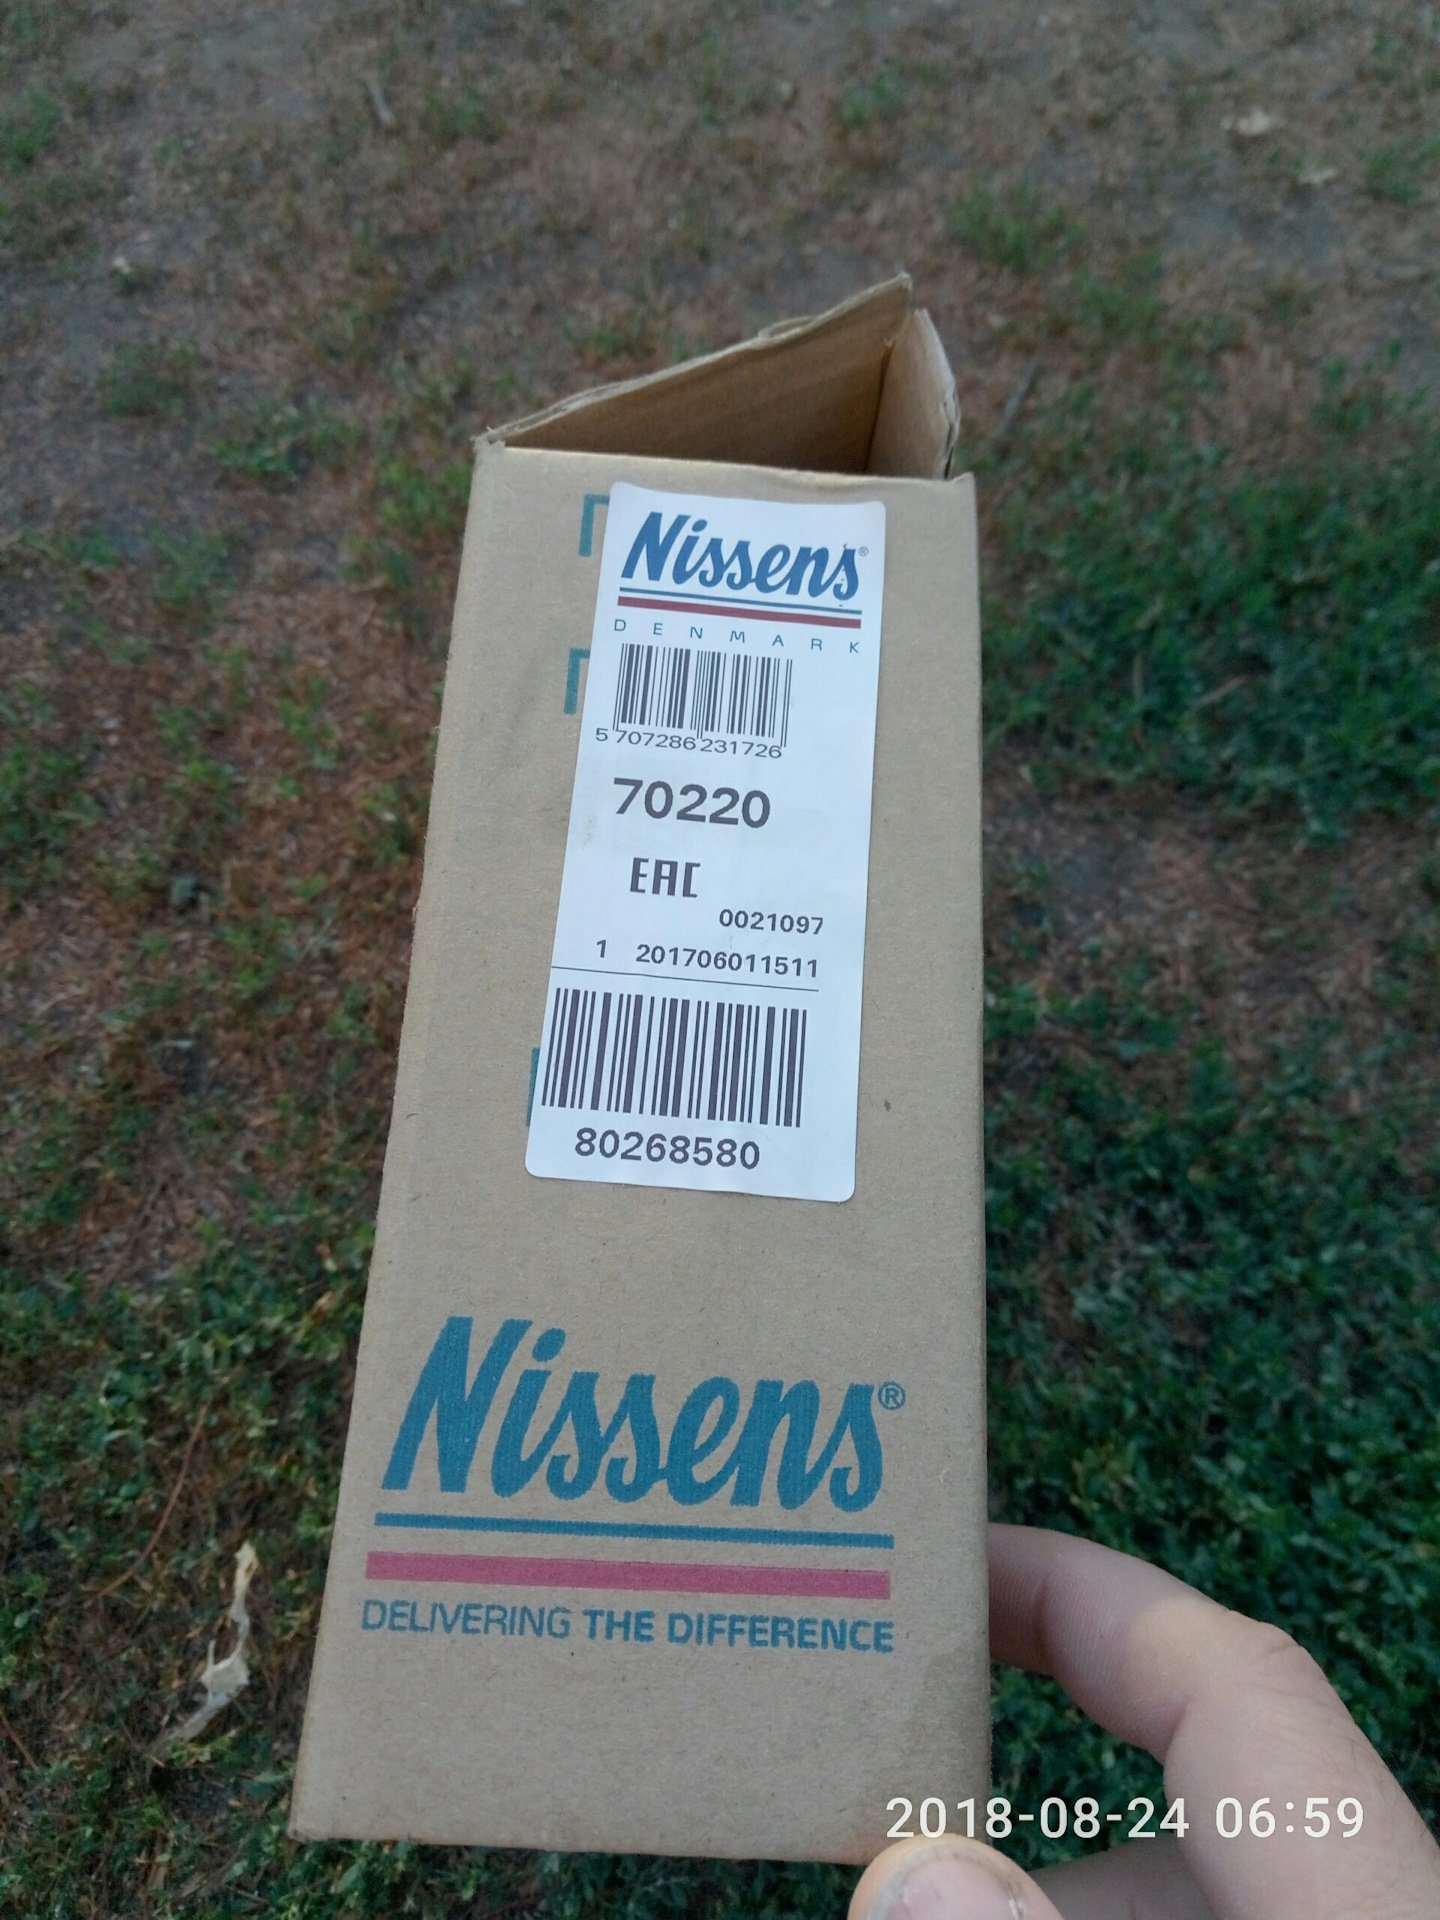 Nissens®
DENMARK
5 707286 231726
70220
EAC
0021097
1 201706011511
80268580
Nissens®
DELIVERING THE DIFFERENCE
2018-08-24 06:59